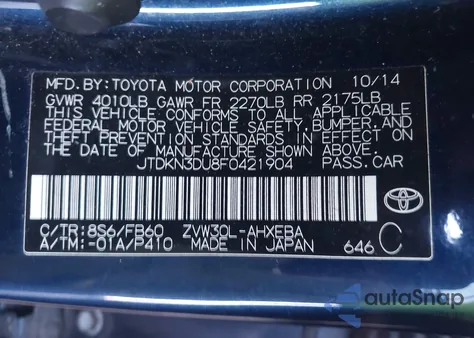 MFD.BY:TOYOTA MOTOR CORPORATION 10/14
GVWR 4010LB GAWR FR 2270LB RR 2175LB
THIS VEHICLE CONFORMS TO ALL APPLICABLE
FEDERAL MOTOR VEHICLE SAFETY, BUMPER, AND
THEFT PREVENTION STANDARDS IN EFFECT ON
THE DATE OF MANUFACTURE SHOWN ABOVE.
JTDKN3DU8F0421904 PASS.CAR
C/TR:8S6/FB60 ZVW30L-AHXEBA
A/TM:-01A/P410 MADE IN JAPAN 646 C
TOYOTA
autoSnap